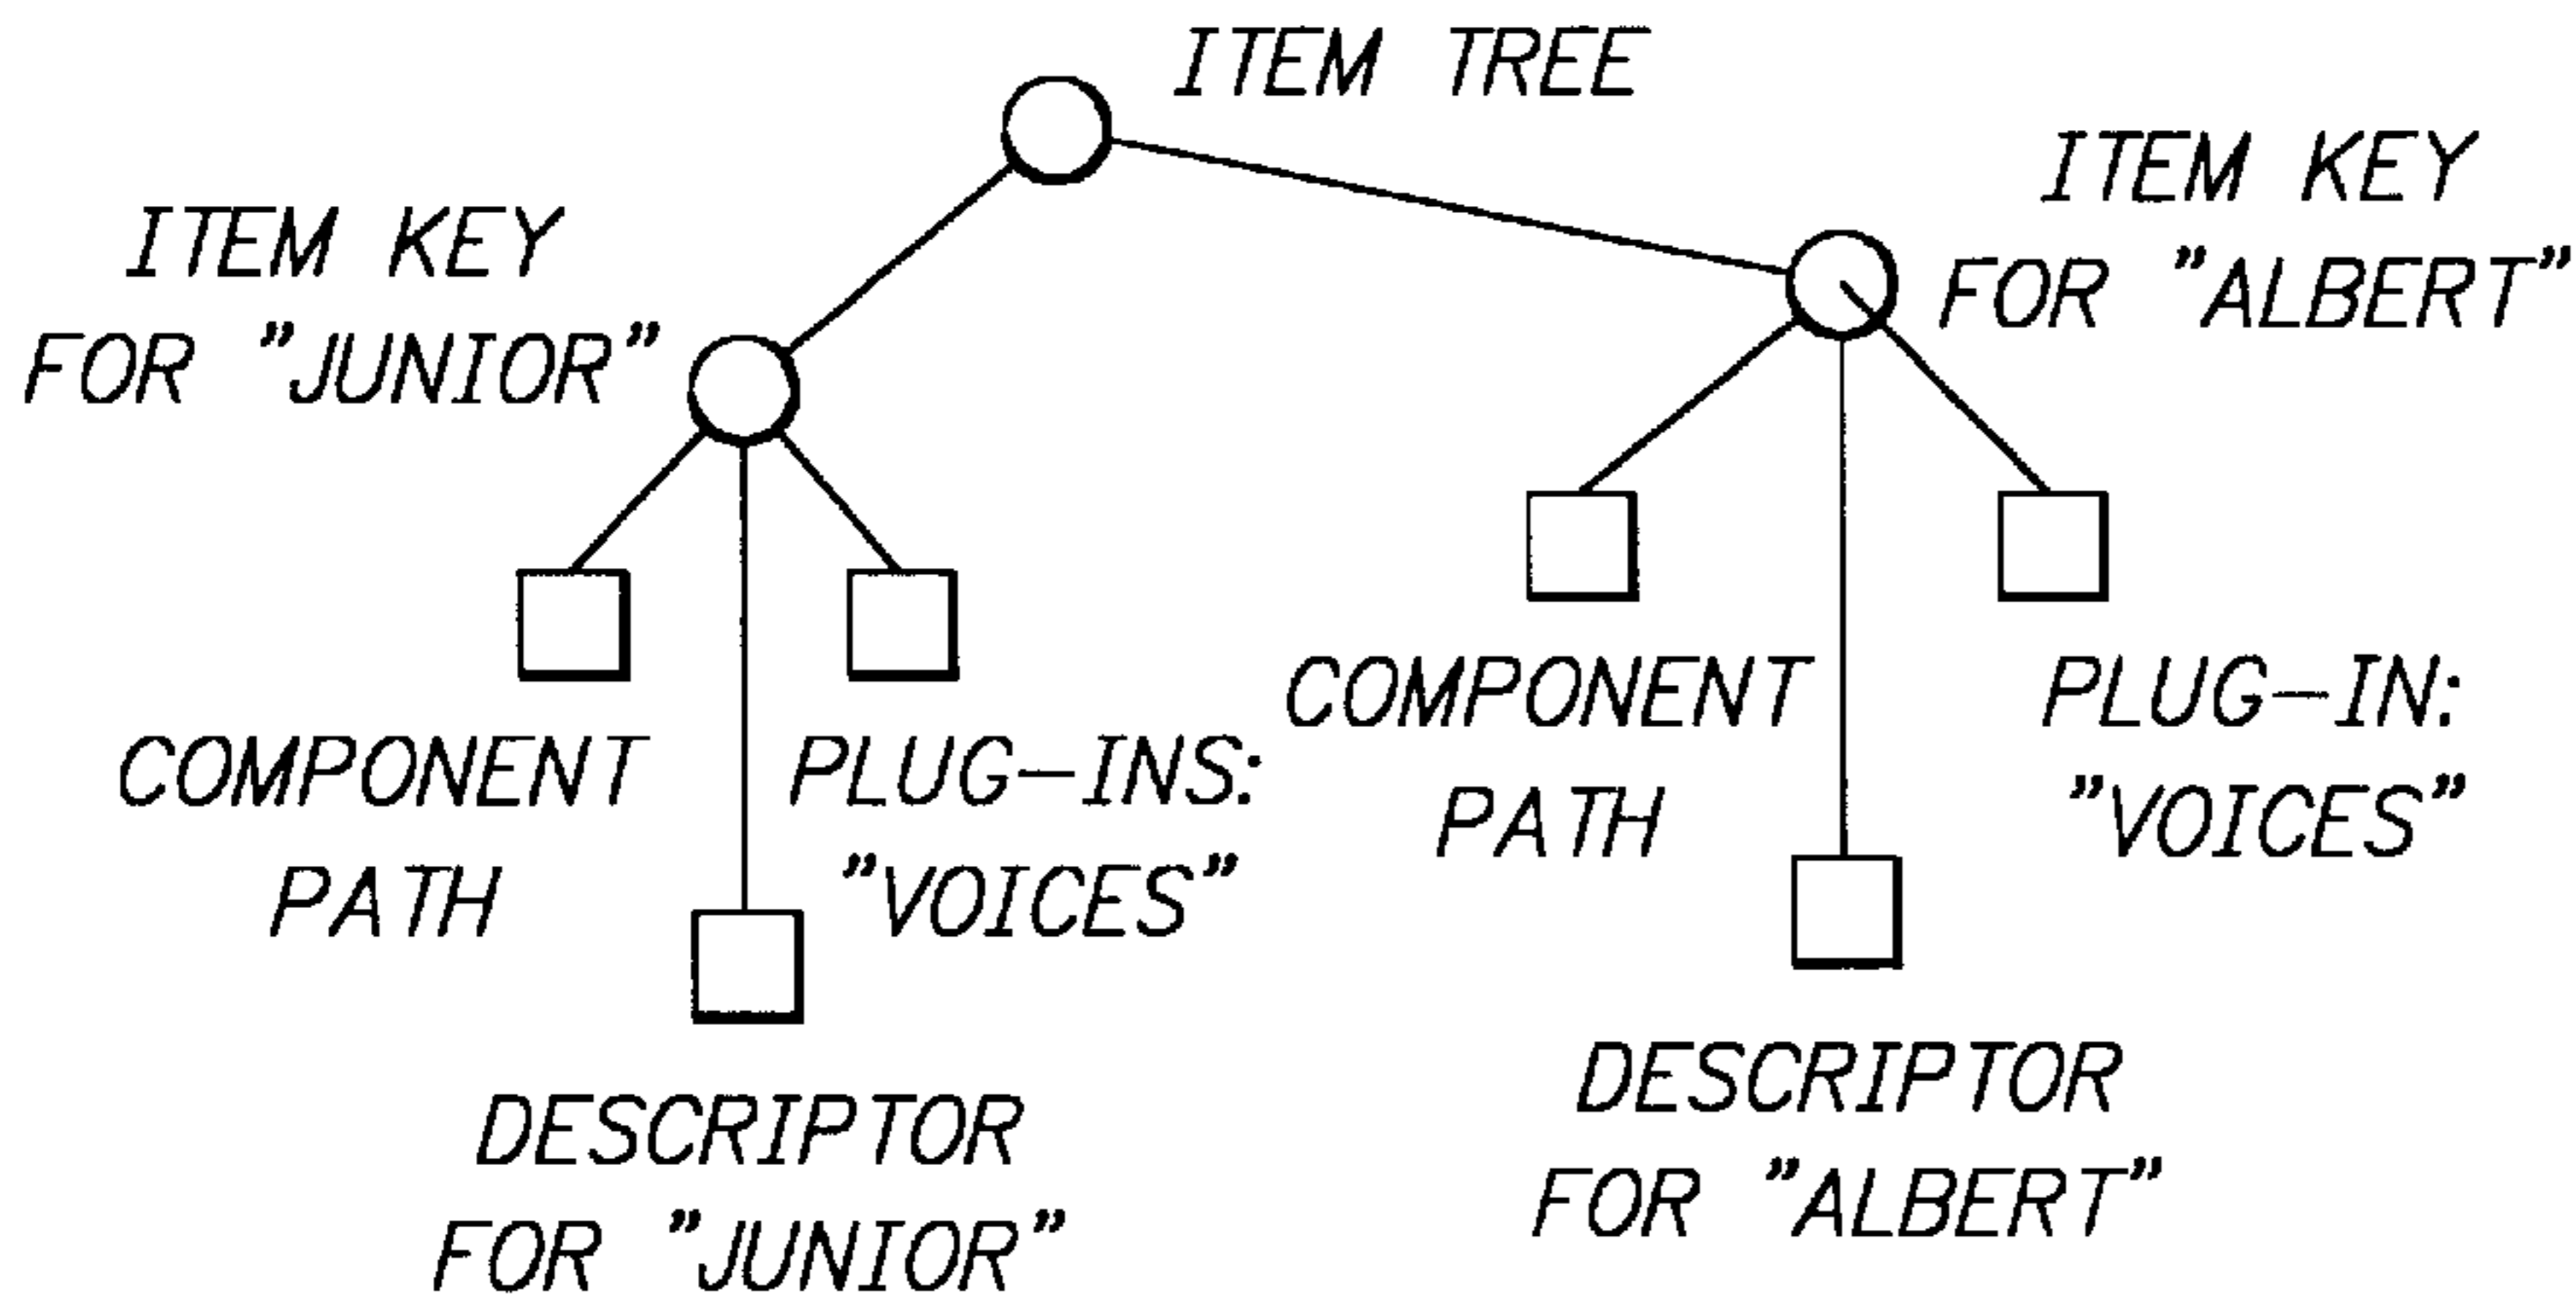 ITEM TREE
ITEM KEY
FOR "JUNIOR"
ITEM KEY
FOR "ALBERT"
COMPONENT
PATH
PLUG-INS:
"VOICES"
DESCRIPTOR
FOR "JUNIOR"
COMPONENT
PATH
PLUG-IN:
"VOICES"
DESCRIPTOR
FOR "ALBERT"